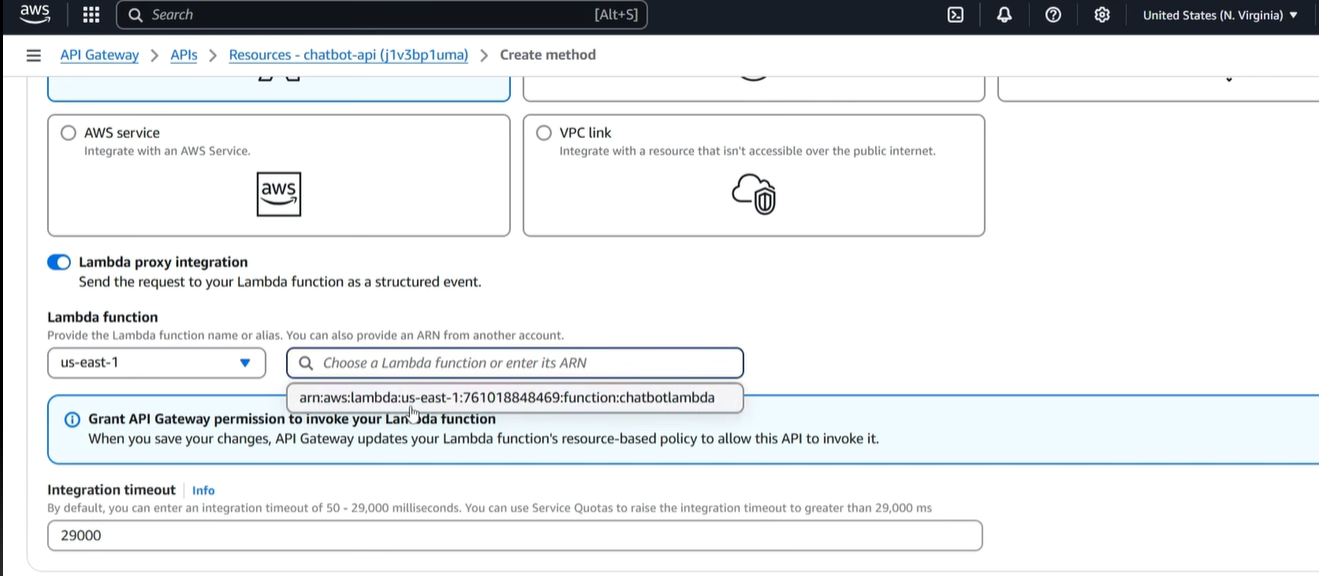 aws
Search
[Alt+S]
United States (N. Virginia)
API Gateway > APIs > Resources - chatbot-api (j1v3bp1uma) > Create method
AWS service
Integrate with an AWS Service.
aws
VPC link
Integrate with a resource that isn't accessible over the public internet.
Lambda proxy integration
Send the request to your Lambda function as a structured event.
Lambda function
Provide the Lambda function name or alias. You can also provide an ARN from another account.
us-east-1
Choose a Lambda function or enter its ARN
arn:aws:lambda:us-east-1:761018848469:function:chatbotlambda
Grant API Gateway permission to invoke your Lambda function
When you save your changes, API Gateway updates your Lambda function's resource-based policy to allow this API to invoke it.
Integration timeout
Info
By default, you can enter an integration timeout of 50 - 29,000 milliseconds. You can use Service Quotas to raise the integration timeout to greater than 29,000 ms
29000